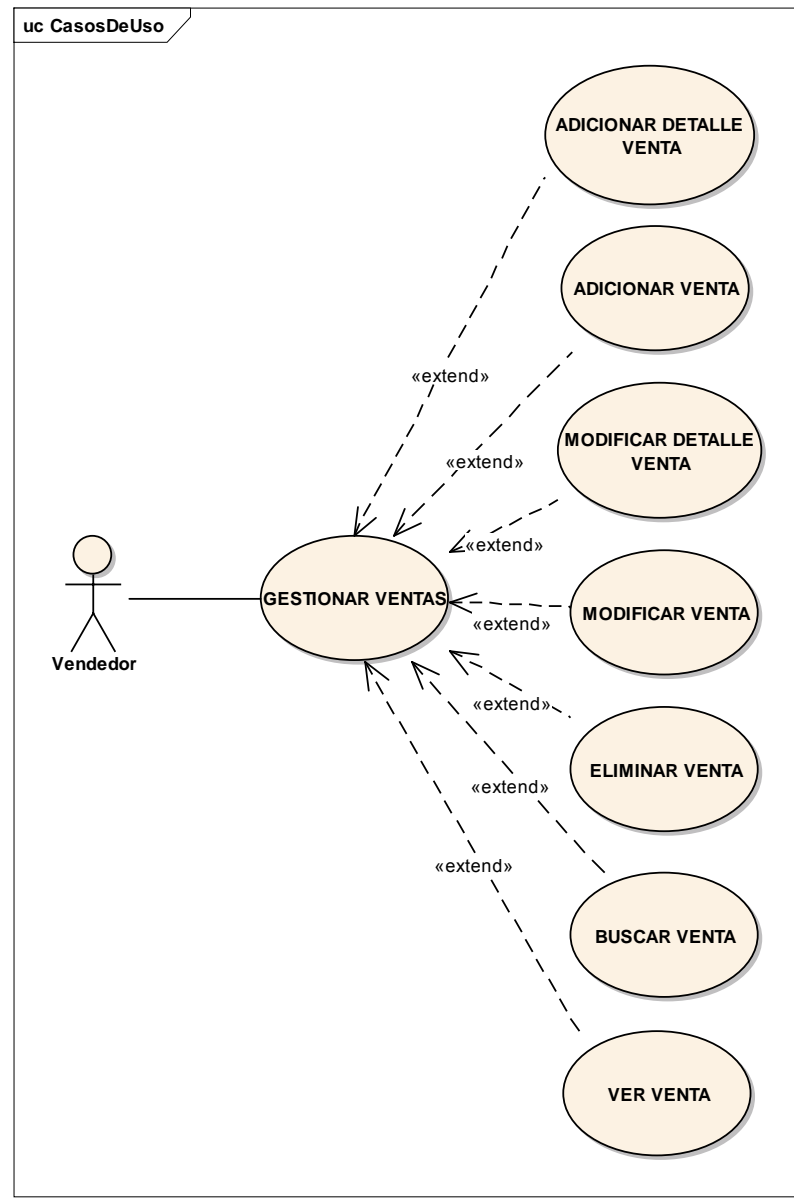 uc CasosDeUso
ADICIONAR DETALLE
VENTA
ADICIONAR VENTA
«extend»
MODIFICAR DETALLE
VENTA
«extend»
«extend»
GESTIONAR VENTAS
MODIFICAR VENTA
«extend»
Vendedor
«extend»
ELIMINAR VENTA
«extend»
«extend»
BUSCAR VENTA
VER VENTA